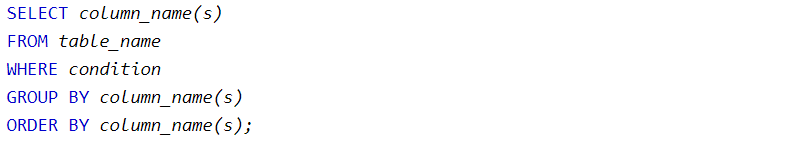 SELECT column_name(s)
FROM table_name
WHERE condition
GROUP BY column_name(s)
ORDER BY column_name(s);